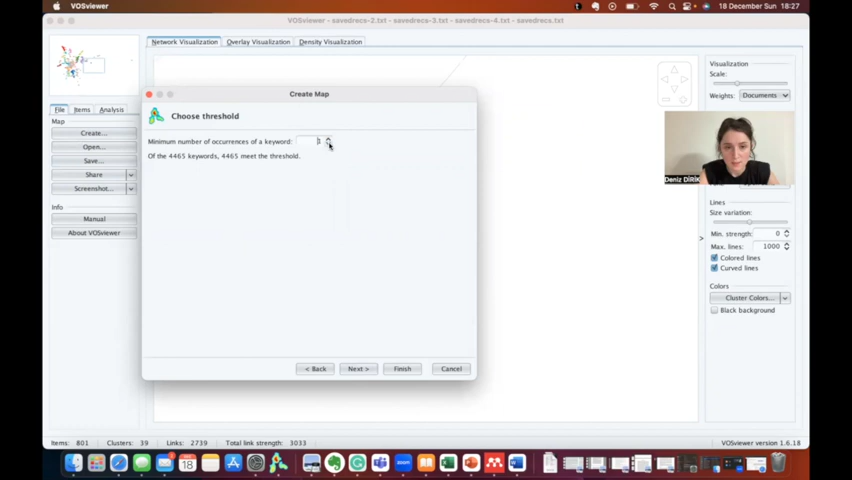 VOSviewer
18 December Sun 18:27
VOSviewer - savedrecs-2.txt - savedrecs-3.txt - savedrecs-4.txt - savedrecs.txt
Network Visualization Overlay Visualization Density Visualization
File Items Analysis
Map
Create...
Open...
Save...
Share
Screenshot...
Info
Manual
About VOSviewer
Create Map
Choose threshold
Minimum number of occurrences of a keyword: 1
Of the 4465 keywords, 4465 meet the threshold.
< Back Next > Finish Cancel
Visualization
Scale:
Weights: Documents
Deniz DİRİK
Lines
Size variation:
Min. strength: 0
Max. lines: 1000
Colored lines
Curved lines
Colors
Cluster Colors...
Black background
Items: 801 Clusters: 39 Links: 2739 Total link strength: 3033 VOSviewer version 1.6.18